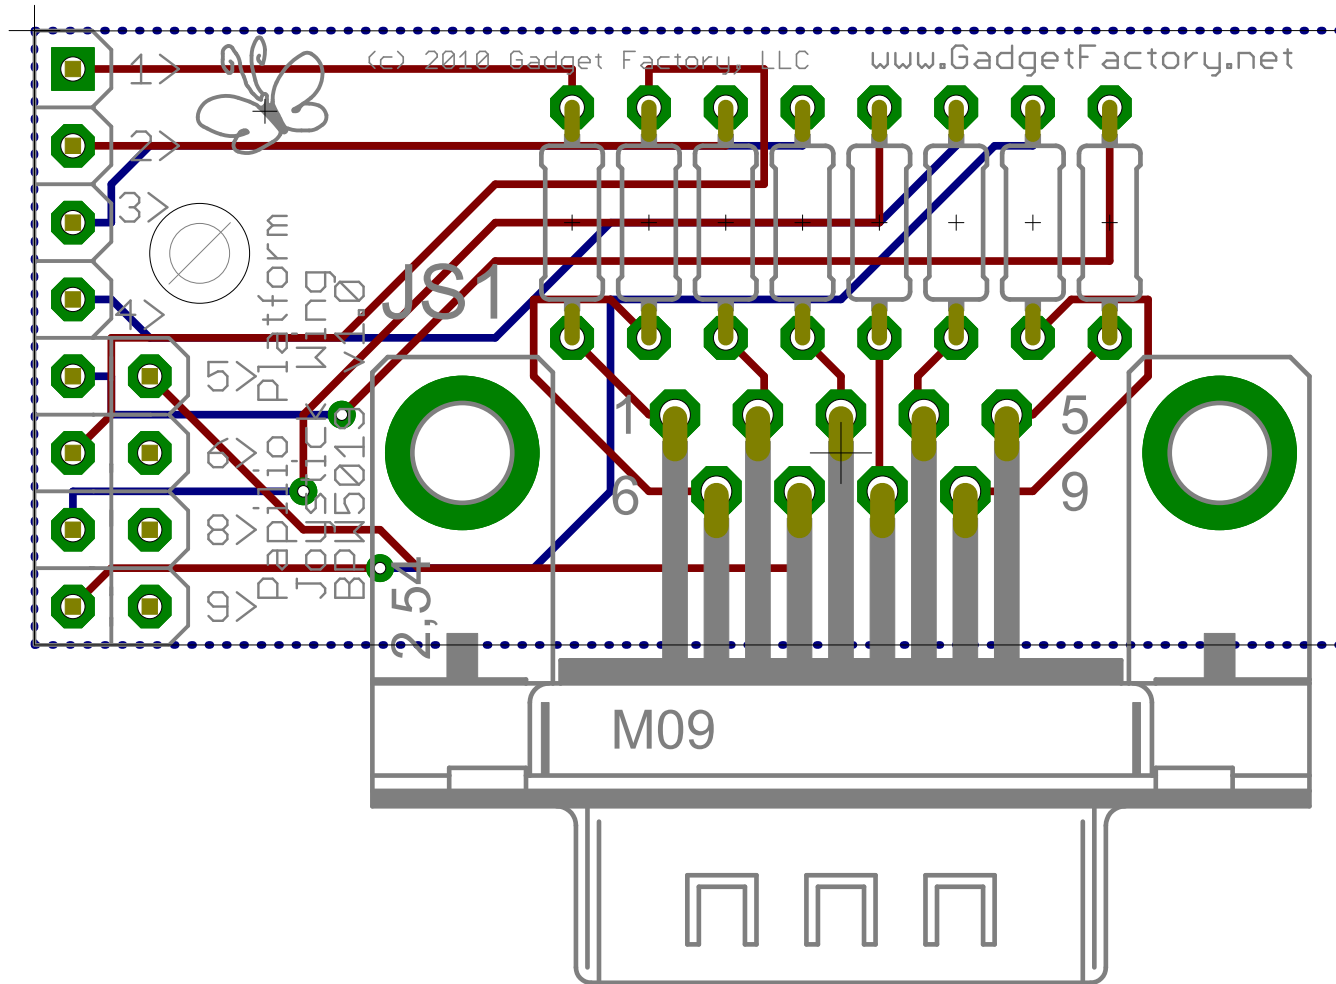 (c) 2010 Gadget Factory, LLC
www.GadgetFactory.net
1>
2>
3>
4>
5>
6>
8>
9>
Papilio Platform
Joystick Wing
BPW5019 v1.0
JS1
1
5
6
9
2,54
M09